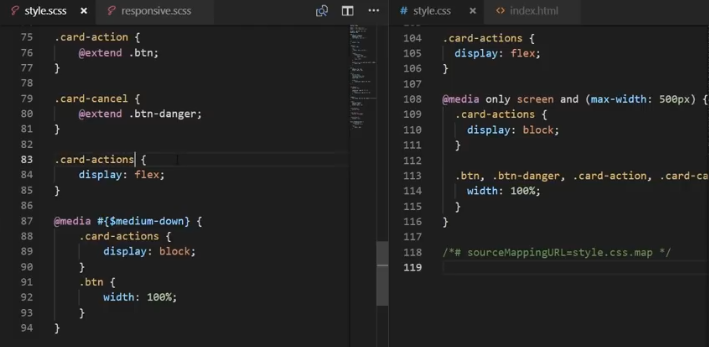 style.scss
responsive.scss
75 .card-action {
76 @extend .btn;
77 }
78
79 .card-cancel {
80 @extend .btn-danger;
81 }
82
83 .card-actions {
84 display: flex;
85 }
86
87 @media #{$medium-down} {
88 .card-actions {
89 display: block;
90 }
91 .btn {
92 width: 100%;
93 }
94 }
style.css
index.html
104 .card-actions {
105 display: flex;
106 }
107
108 @media only screen and (max-width: 500px) {
109 .card-actions {
110 display: block;
111 }
112
113 .btn, .btn-danger, .card-action, .card-ca
114 width: 100%;
115 }
116 }
117
118 /*# sourceMappingURL=style.css.map */
119